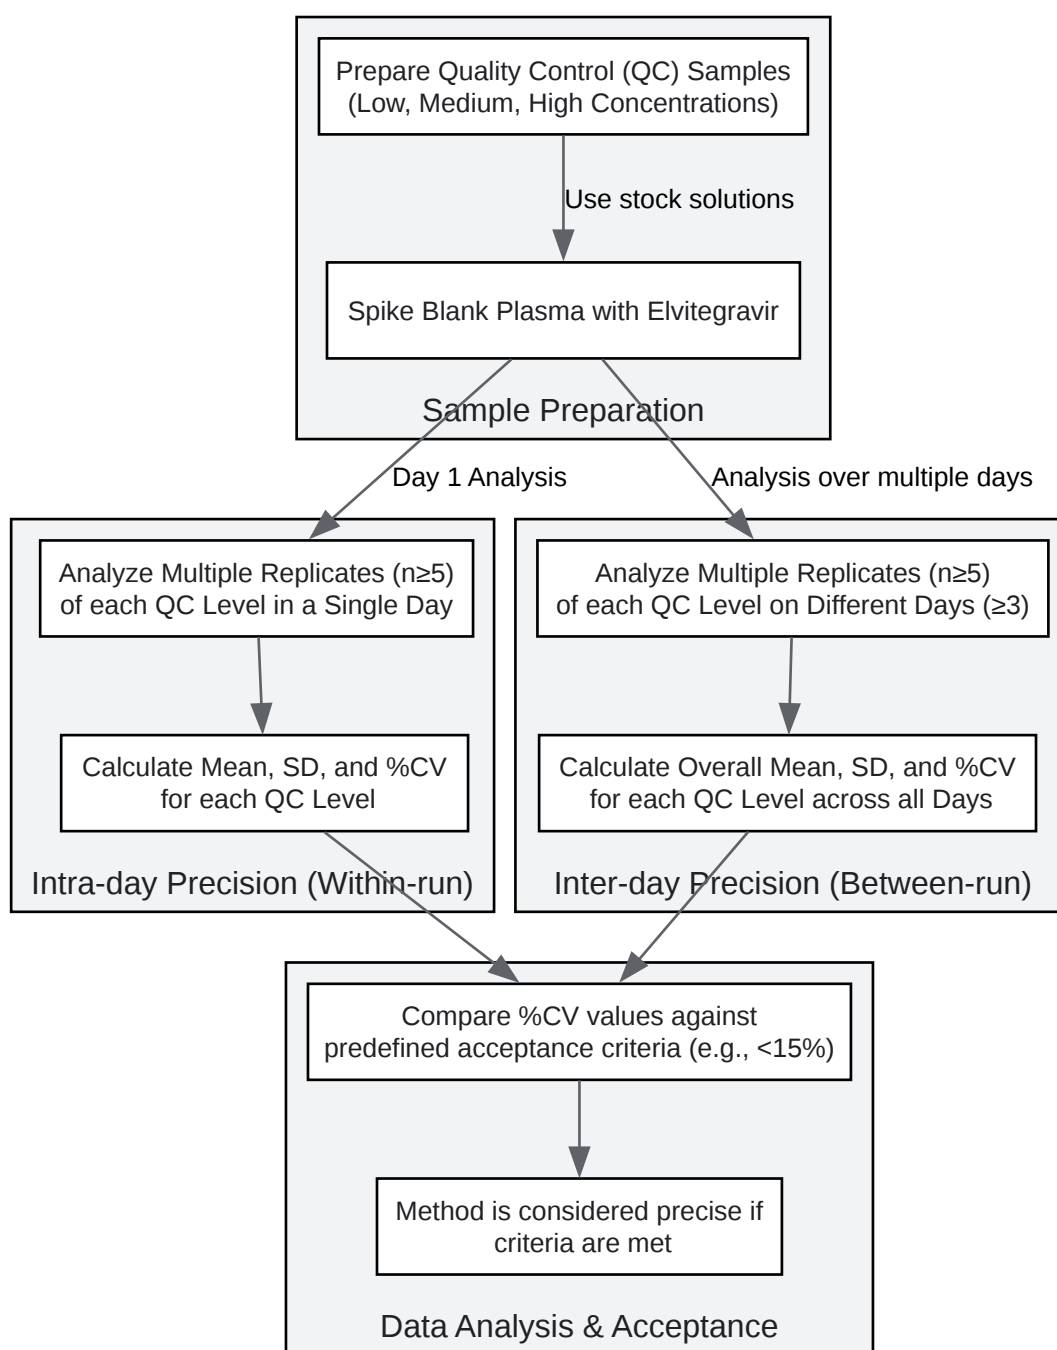 Prepare Quality Control (QC) Samples
(Low, Medium, High Concentrations)
Use stock solutions
Spike Blank Plasma with Elvitegravir
Sample Preparation
Day 1 Analysis
Analysis over multiple days
Analyze Multiple Replicates (n≥5)
of each QC Level in a Single Day
Calculate Mean, SD, and %CV
for each QC Level
Intra-day Precision (Within-run)
Analyze Multiple Replicates (n≥5)
of each QC Level on Different Days (≥3)
Calculate Overall Mean, SD, and %CV
for each QC Level across all Days
Inter-day Precision (Between-run)
Compare %CV values against
predefined acceptance criteria (e.g., <15%)
Method is considered precise if
criteria are met
Data Analysis & Acceptance